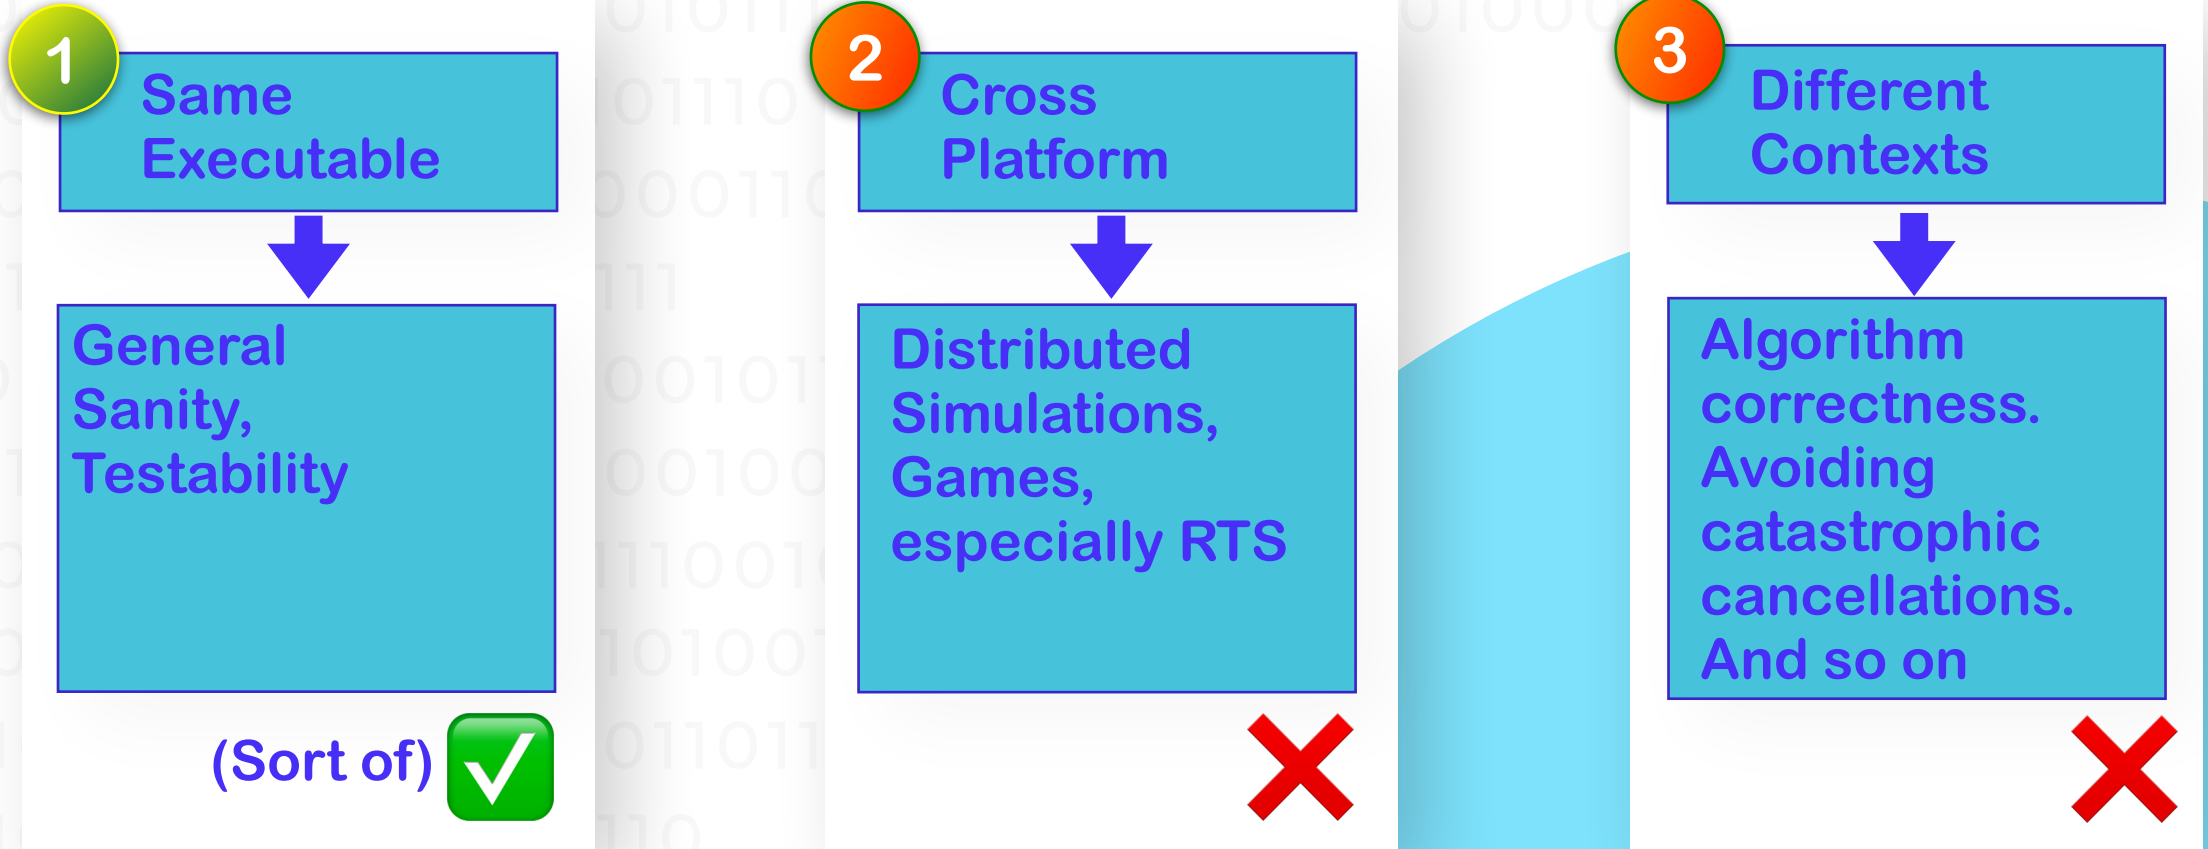 1
Same
Executable
General
Sanity,
Testability
(Sort of)
2
Cross
Platform
Distributed
Simulations,
Games,
especially RTS
3
Different
Contexts
Algorithm
correctness.
Avoiding
catastrophic
cancellations.
And so on